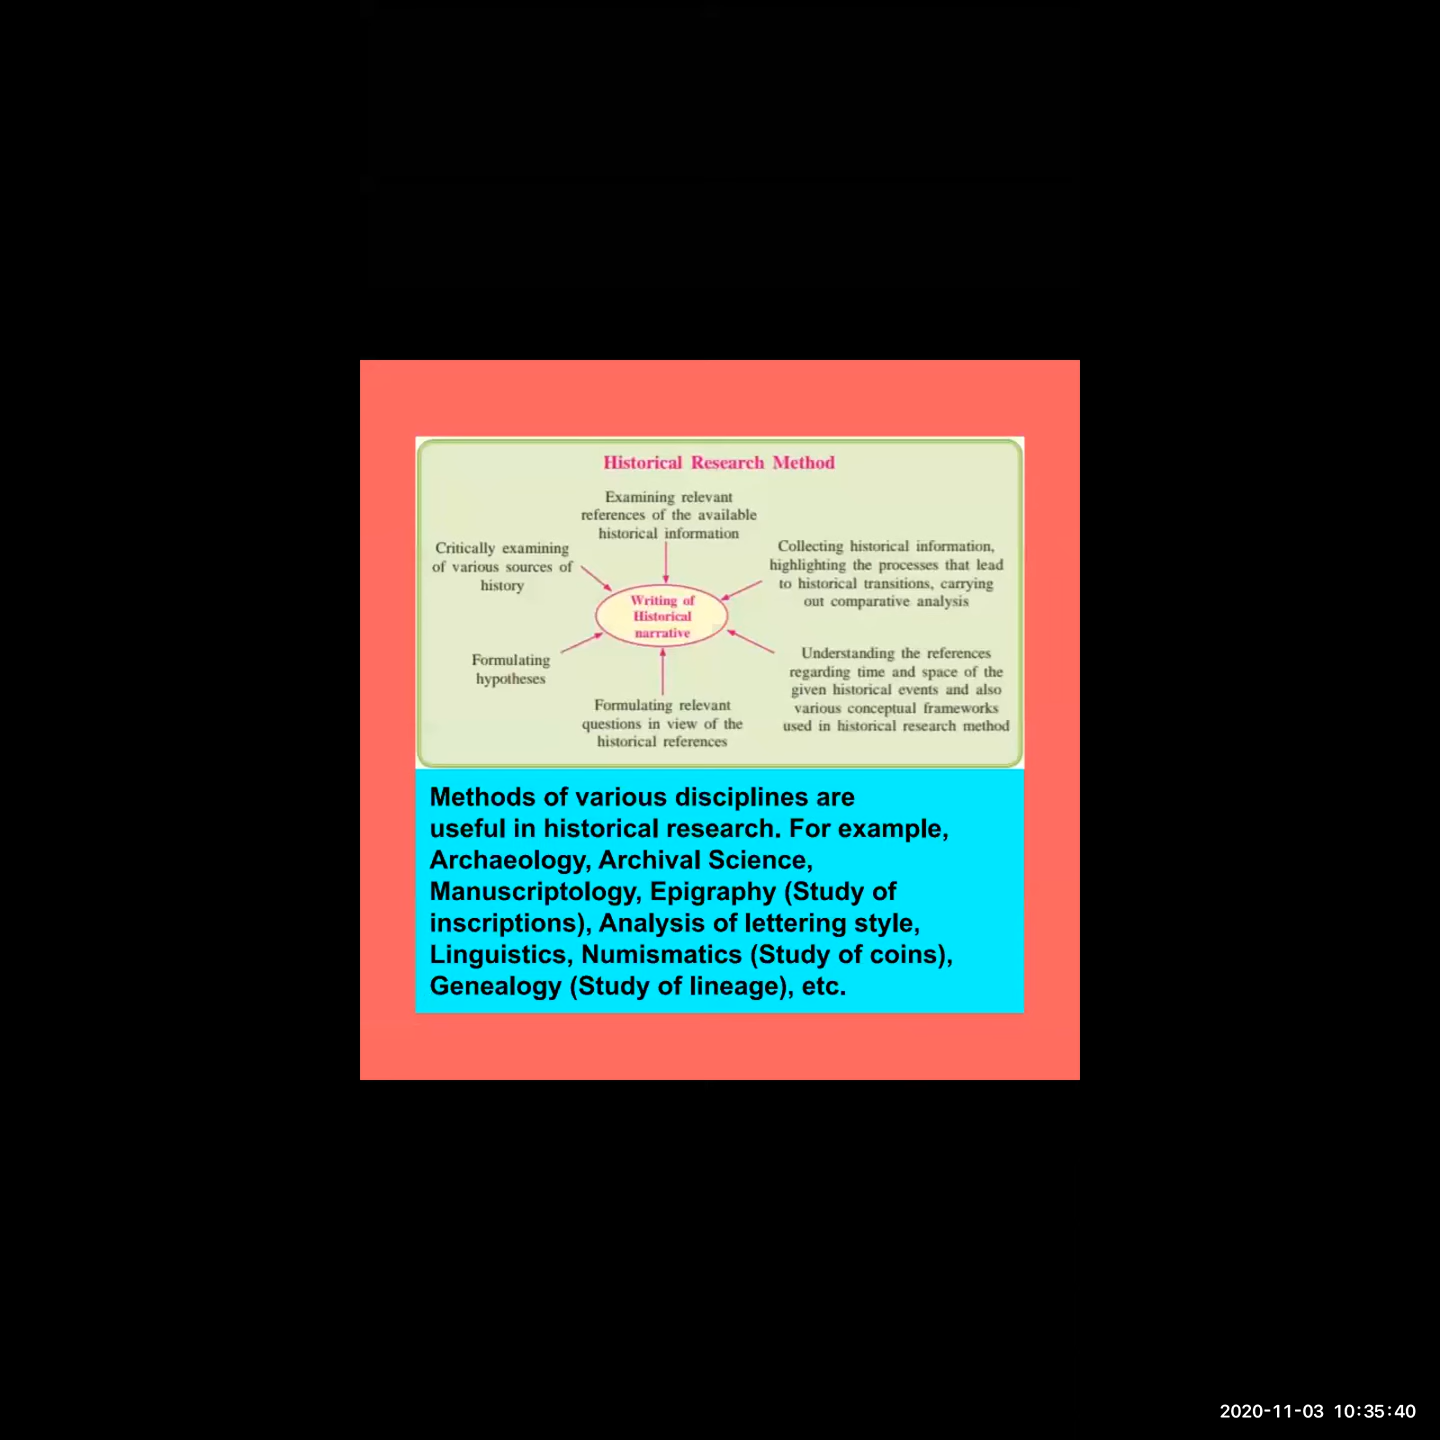 Historical Research Method
Examining relevant
references of the available
historical information
Critically examining
of various sources of
history
Collecting historical information,
highlighting the processes that lead
to historical transitions, carrying
out comparative analysis
Writing of
Historical
narrative
Formulating
hypotheses
Understanding the references
regarding time and space of the
given historical events and also
various conceptual frameworks
used in historical research method
Formulating relevant
questions in view of the
historical references
Methods of various disciplines are
useful in historical research. For example,
Archaeology, Archival Science,
Manuscriptology, Epigraphy (Study of
inscriptions), Analysis of lettering style,
Linguistics, Numismatics (Study of coins),
Genealogy (Study of lineage), etc.
2020-11-03 10:35:40